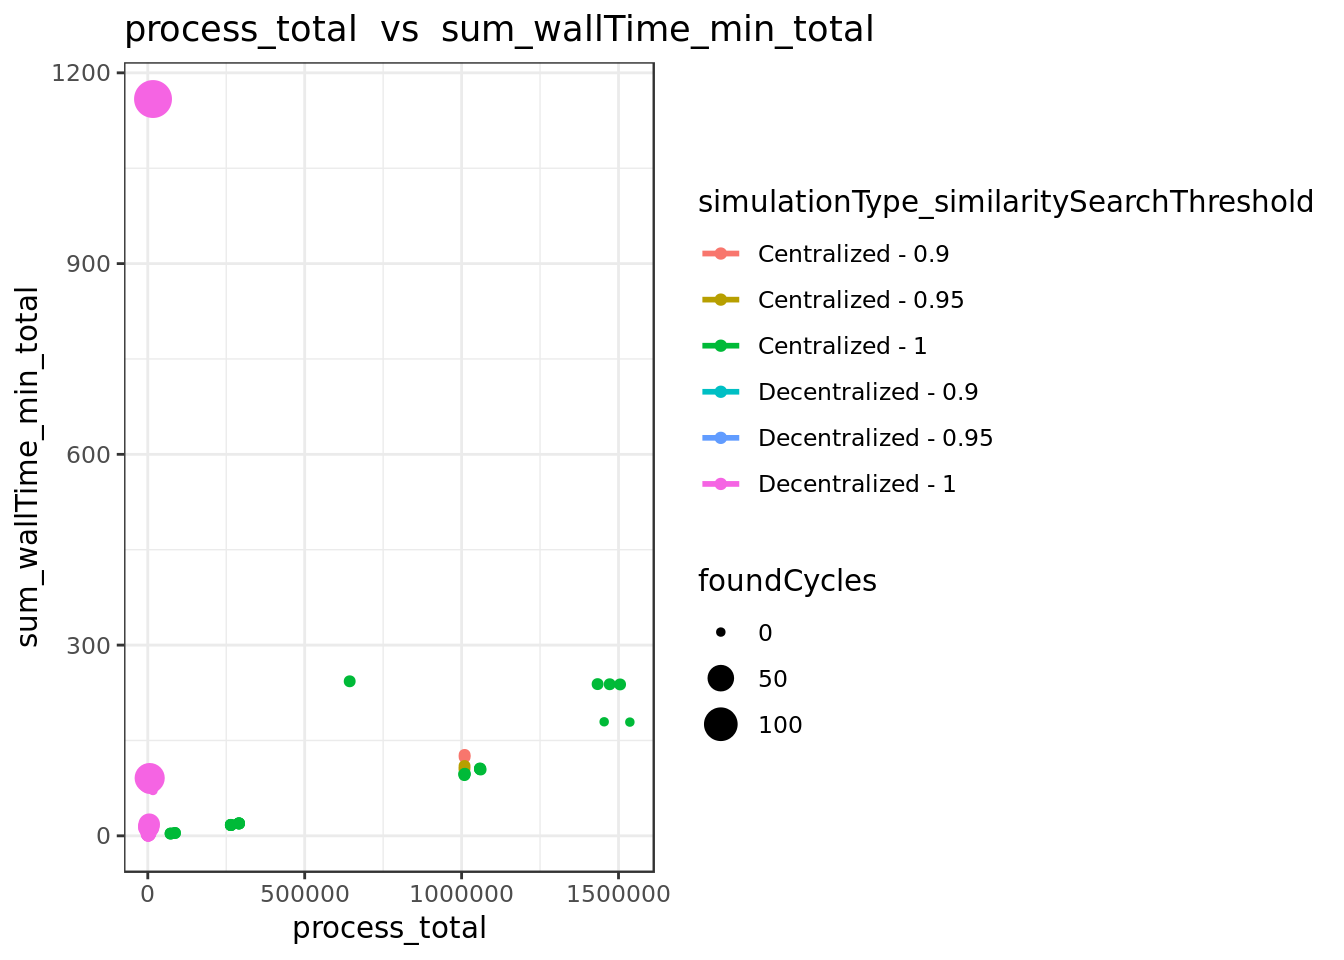 process_total  vs  sum_wallTime_min_total
sum_wallTime_min_total
1200
900
600
300
0
0
500000
1000000
1500000
process_total
simulationType_similaritySearchThreshold
Centralized - 0.9
Centralized - 0.95
Centralized - 1
Decentralized - 0.9
Decentralized - 0.95
Decentralized - 1
foundCycles
0
50
100